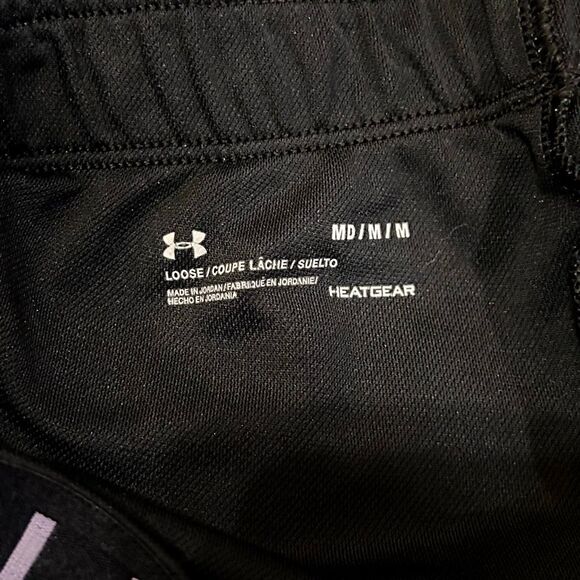 MD/M/M
LOOSE/COUPE LÂCHE/SUELTO
MADE IN JORDAN/FABRIQUÉ EN JORDANIE/
HECHO EN JORDANIA
HEATGEAR